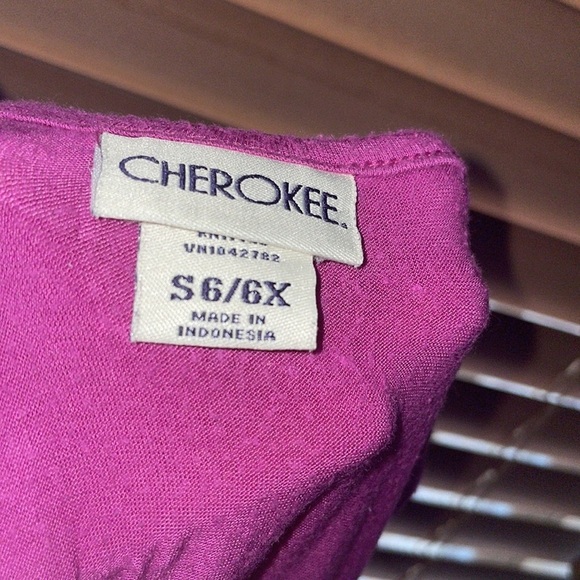 CHEROKEE.
VN1042782
S 6/6X
MADE IN
INDONESIA